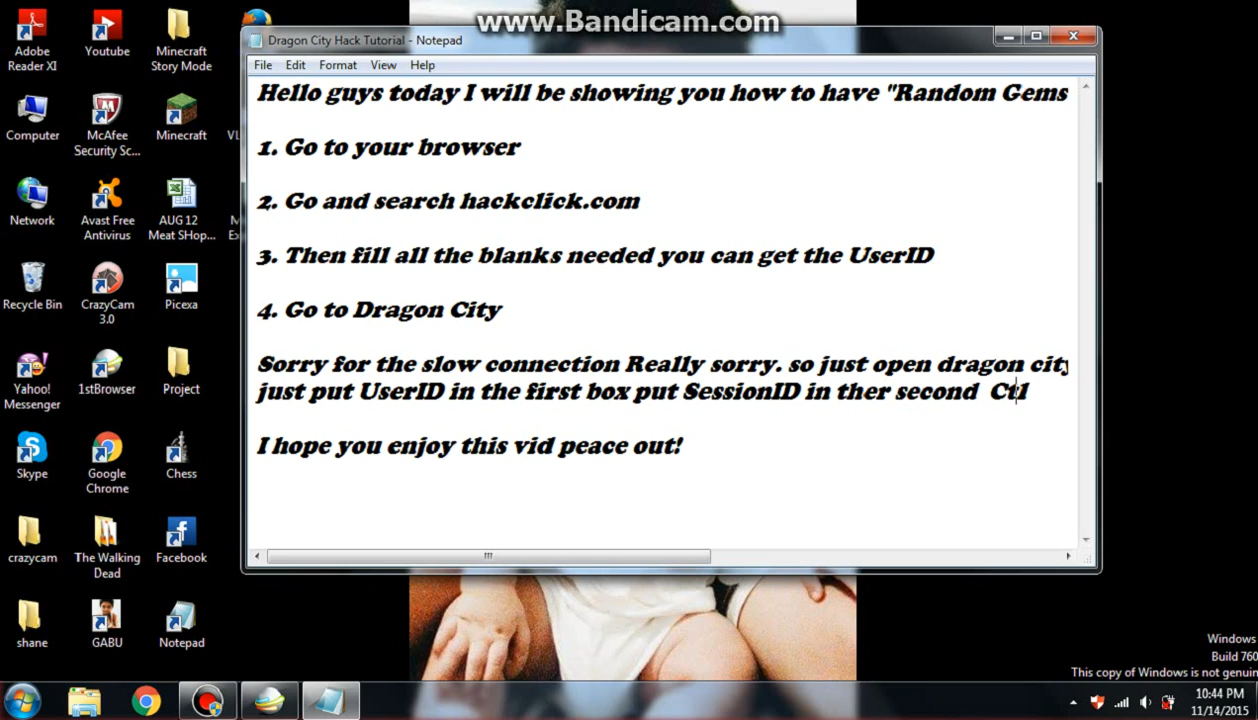 www.Bandicam.com
Dragon City Hack Tutorial - Notepad
File Edit Format View Help
Hello guys today I will be showing you how to have "Random Gems
1. Go to your browser
2. Go and search hackclick.com
3. Then fill all the blanks needed you can get the UserID
4. Go to Dragon City
Sorry for the slow connection Really sorry. so just open dragon city
just put UserID in the first box put SessionID in ther second Ctl
I hope you enjoy this vid peace out!
Adobe Reader XI
Youtube
Minecraft Story Mode
Computer
McAfee Security Sc...
Minecraft
Network
Avast Free Antivirus
AUG 12 Meat SHop...
Recycle Bin
CrazyCam 3.0
Picexa
Yahoo! Messenger
1stBrowser
Project
Skype
Google Chrome
Chess
crazycam
The Walking Dead
Facebook
shane
GABU
Notepad
Windows
Build 760
This copy of Windows is not genuin
10:44 PM
11/14/2015